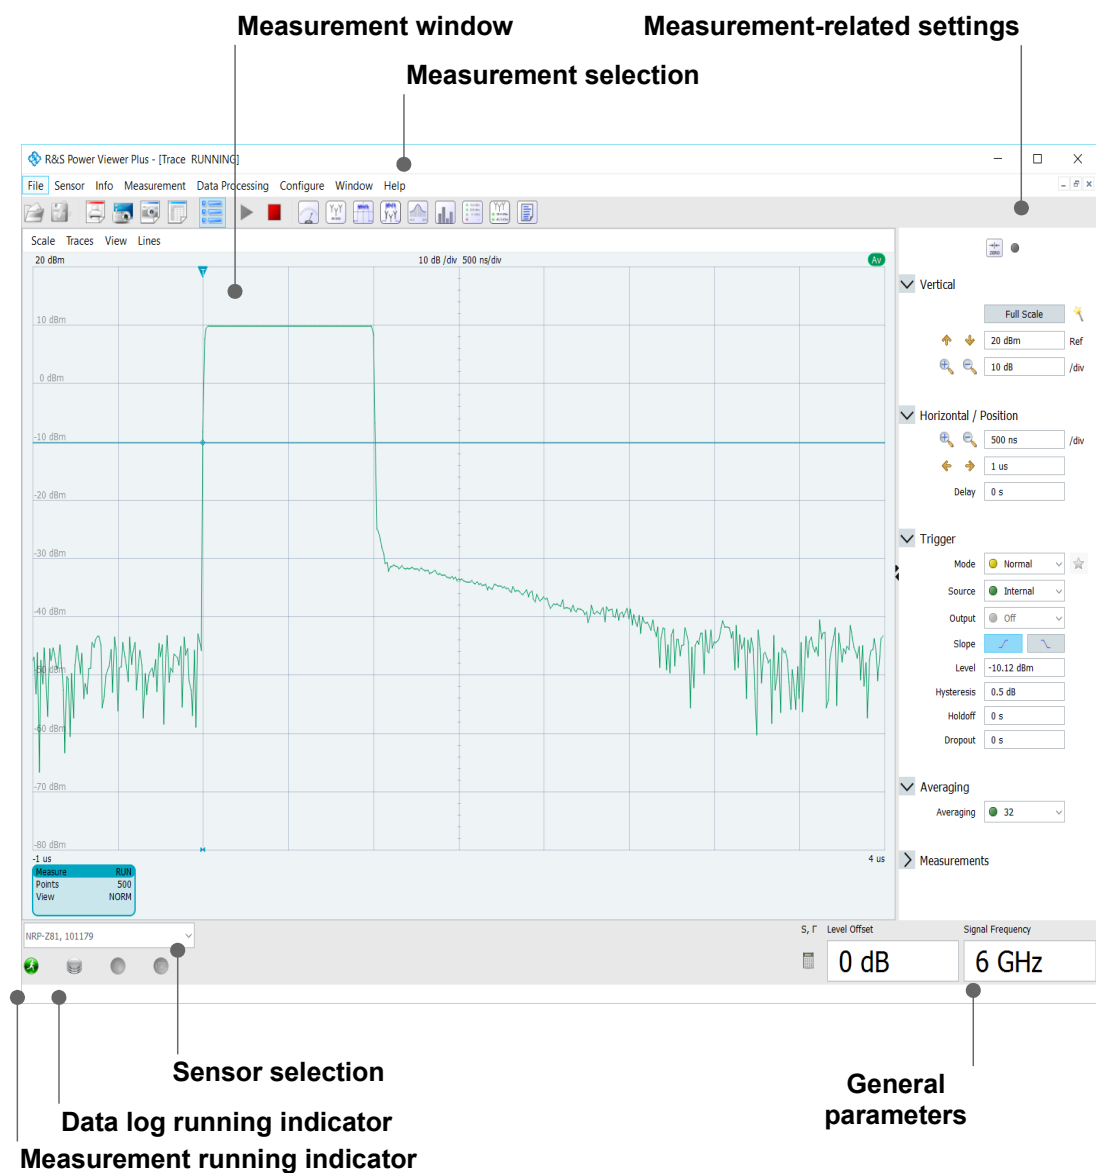 Measurement window
Measurement-related settings
Measurement selection
R&S Power Viewer Plus - [Trace RUNNING]
File Sensor Info Measurement Data Processing Configure Window Help
Scale Traces View Lines
20 dBm
10 dB /div 500 ns/div
Av
10 dBm
0 dBm
-10 dBm
-20 dBm
-30 dBm
-40 dBm
-50 dBm
-60 dBm
-70 dBm
-80 dBm
-1 us
4 us
Measure RUN
Points 500
View NORM
ZERO
Vertical
Full Scale
20 dBm Ref
10 dB /div
Horizontal / Position
500 ns /div
1 us
Delay 0 s
Trigger
Mode Normal
Source Internal
Output Off
Slope
Level -10.12 dBm
Hysteresis 0.5 dB
Holdoff 0 s
Dropout 0 s
Averaging
Averaging 32
Measurements
NRP-Z81, 101179
S, Γ Level Offset
Signal Frequency
0 dB
6 GHz
Sensor selection
General
parameters
Data log running indicator
Measurement running indicator